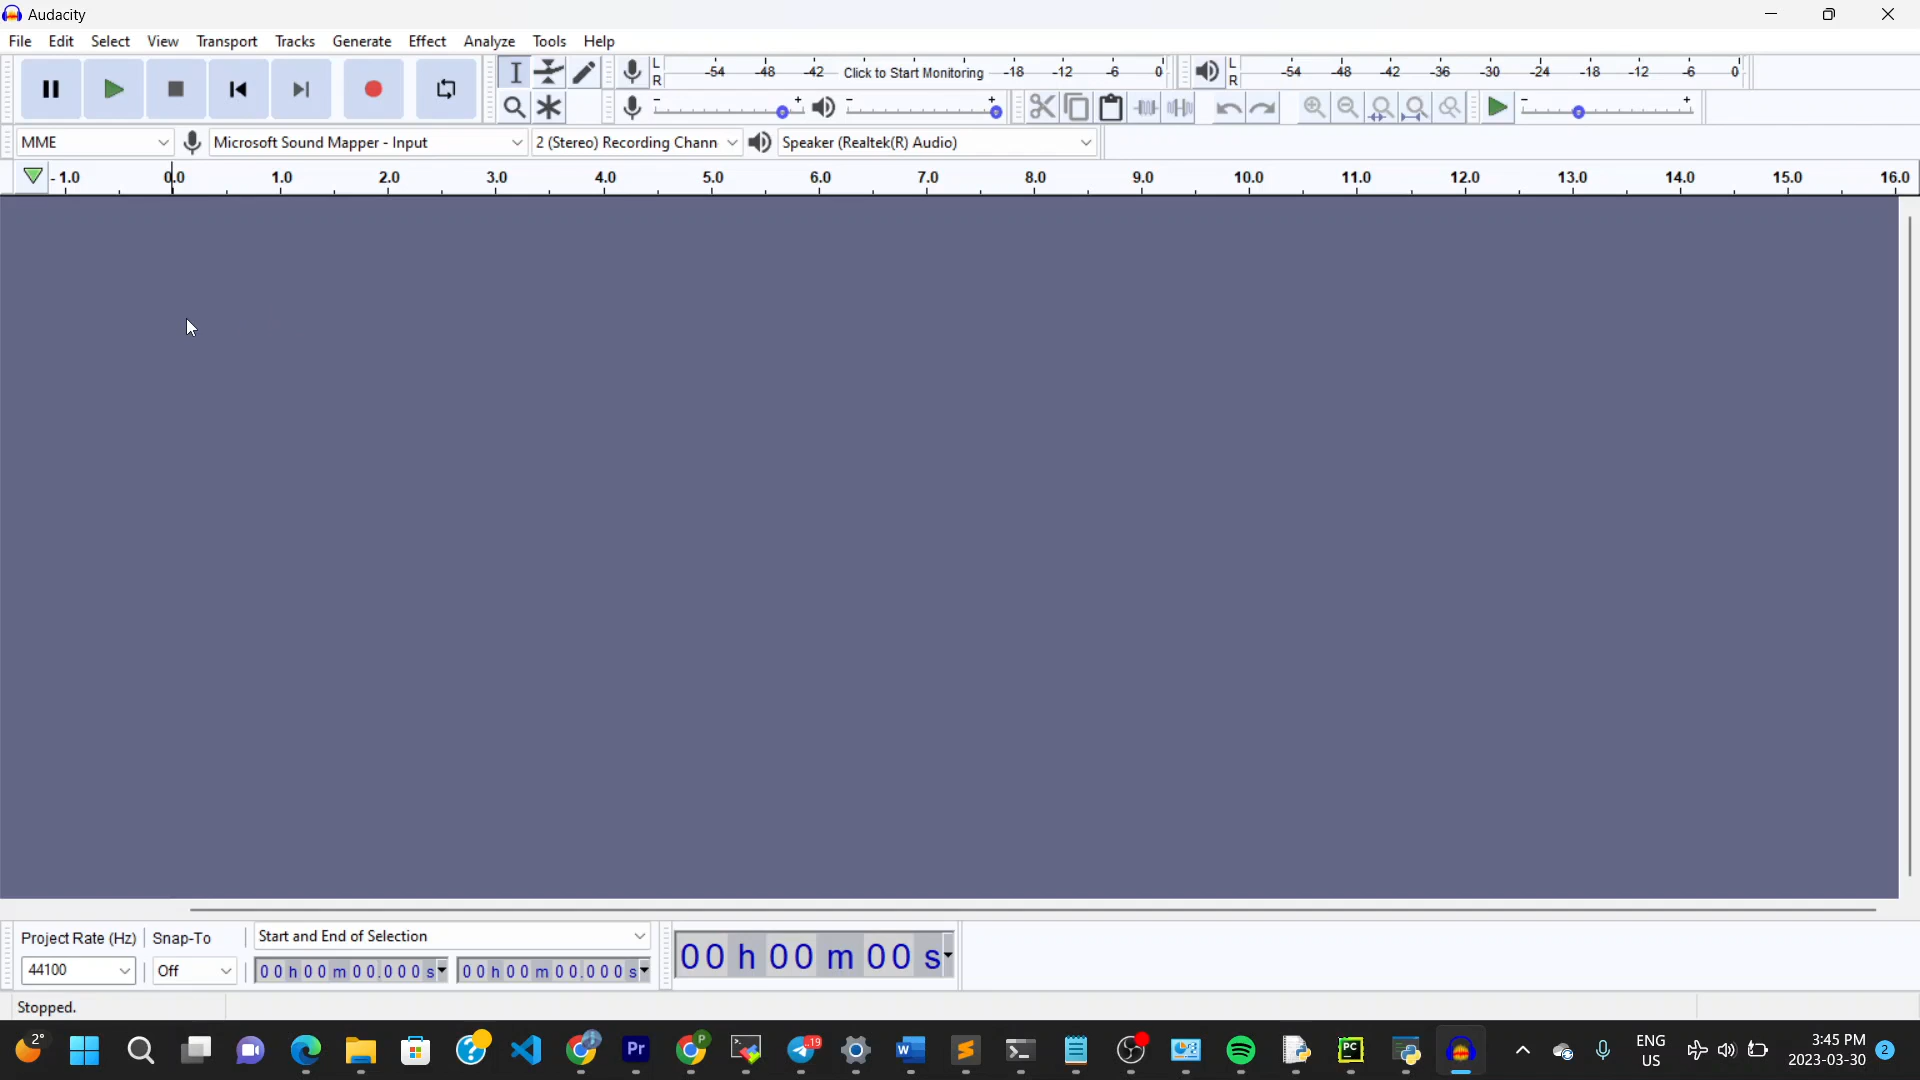 Audacity
File Edit Select View Transport Tracks Generate Effect Analyze Tools Help
L R -54 -48 -42 Click to Start Monitoring -18 -12 -6 0 L R -54 -48 -42 -36 -30 -24 -18 -12 -6 0
- + - + - +
MME Microsoft Sound Mapper - Input 2 (Stereo) Recording Chann Speaker (Realtek(R) Audio)
-1.0 0.0 1.0 2.0 3.0 4.0 5.0 6.0 7.0 8.0 9.0 10.0 11.0 12.0 13.0 14.0 15.0 16.0
Project Rate (Hz) Snap-To Start and End of Selection
44100 Off 00 h 00 m 00.000 s 00 h 00 m 00.000 s 00 h 00 m 00 s
Stopped.
2° Pr P 19 W PC ENG US 3:45 PM 2023-03-30 2